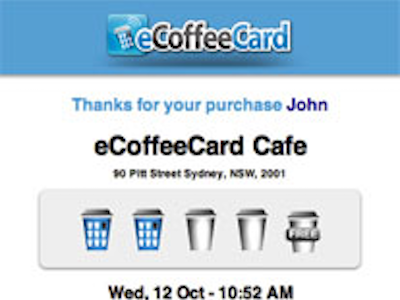 eCoffeeCard
Thanks for your purchase John
eCoffeeCard Cafe
90 Pitt Street Sydney, NSW, 2001
FREE
Wed, 12 Oct - 10:52 AM